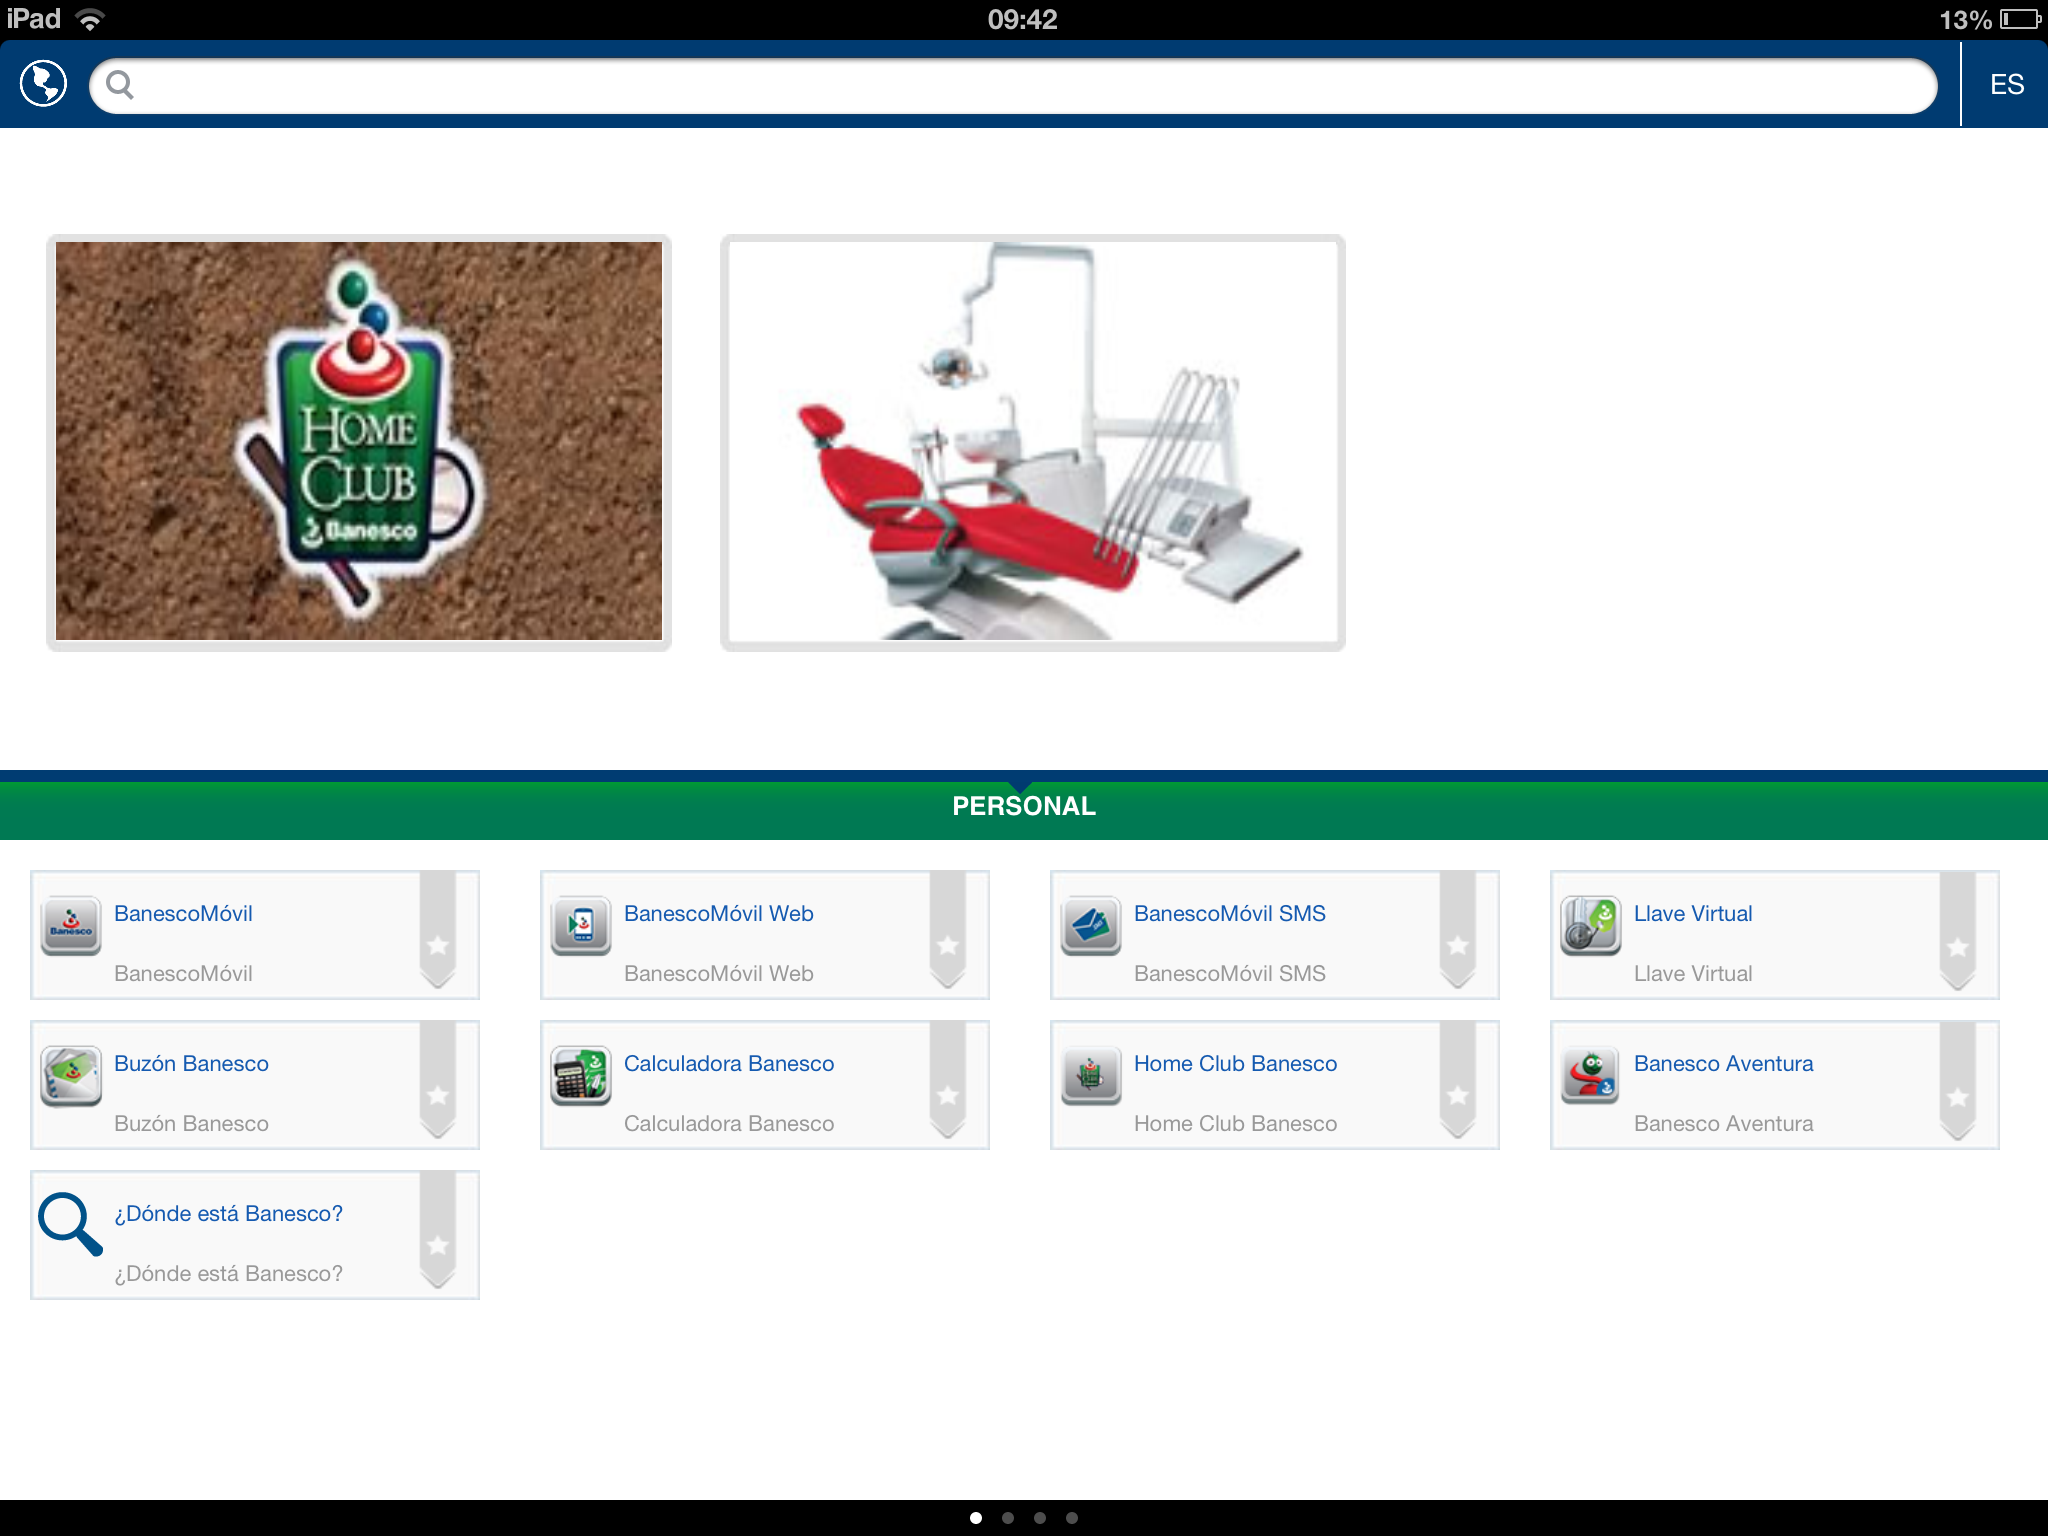 iPad
09:42
13%
ES
HOME
CLUB
Banesco
PERSONAL
BanescoMóvil
BanescoMóvil
BanescoMóvil Web
BanescoMóvil Web
BanescoMóvil SMS
BanescoMóvil SMS
Llave Virtual
Llave Virtual
Buzón Banesco
Buzón Banesco
Calculadora Banesco
Calculadora Banesco
Home Club Banesco
Home Club Banesco
Banesco Aventura
Banesco Aventura
¿Dónde está Banesco?
¿Dónde está Banesco?
Banesco